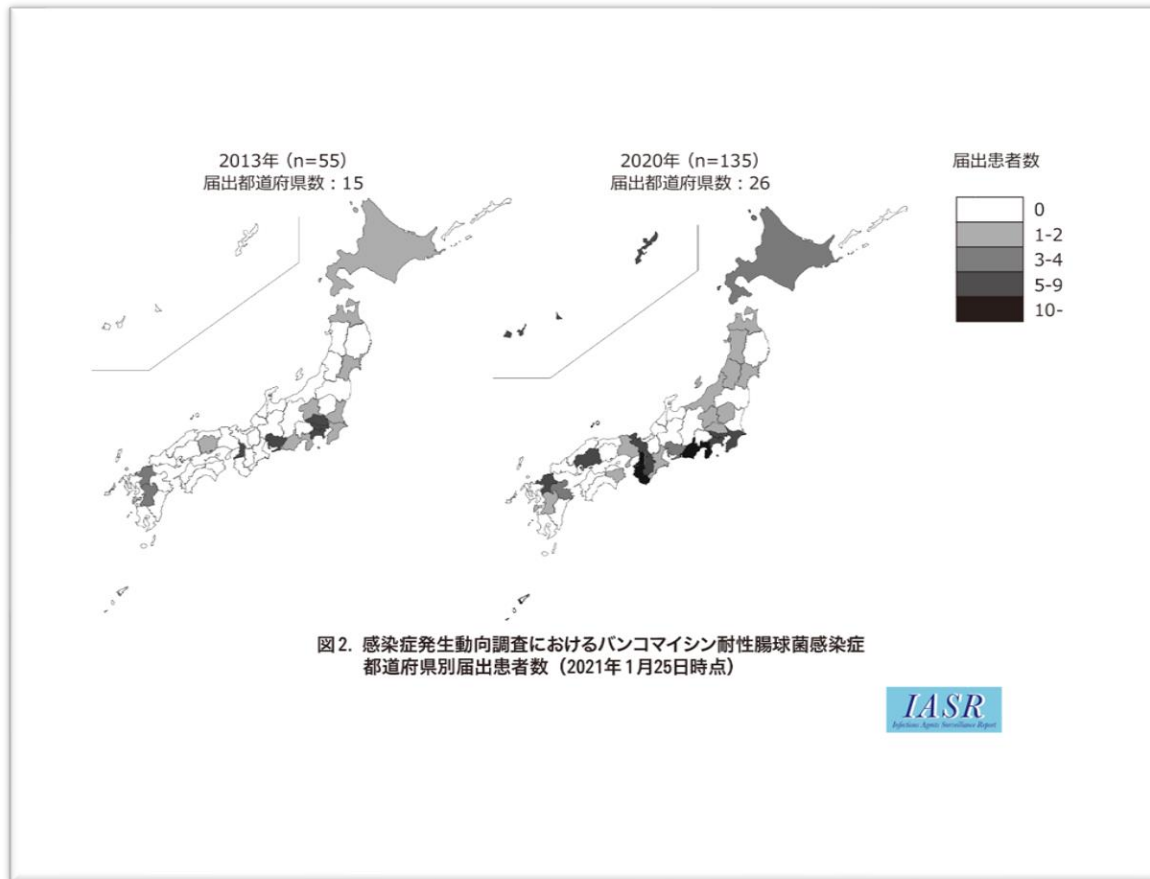 2013年（n=55）
届出都道府県数：15
2020年（n=135）
届出都道府県数：26
届出患者数
0
1-2
3-4
5-9
10-
図2. 感染症発生動向調査におけるバンコマイシン耐性腸球菌感染症
都道府県別届出患者数（2021年1月25日時点）
IASR
Infectious Agents Surveillance Report